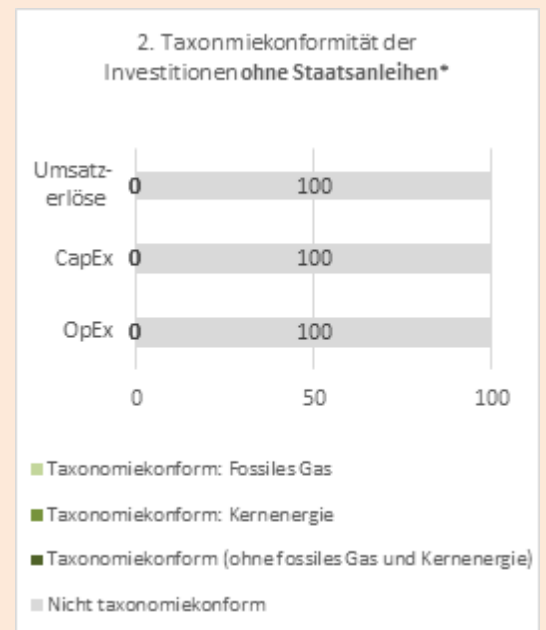 2. Taxonmiekonformität der
Investitionen ohne Staatsanleihen*
Umsatz-
erlöse
0 100
CapEx 0 100
OpEx 0 100
0 50 100
Taxonomiekonform: Fossiles Gas
Taxonomiekonform: Kernenergie
Taxonomiekonform (ohne fossiles Gas und Kernenergie)
Nicht taxonomiekonform